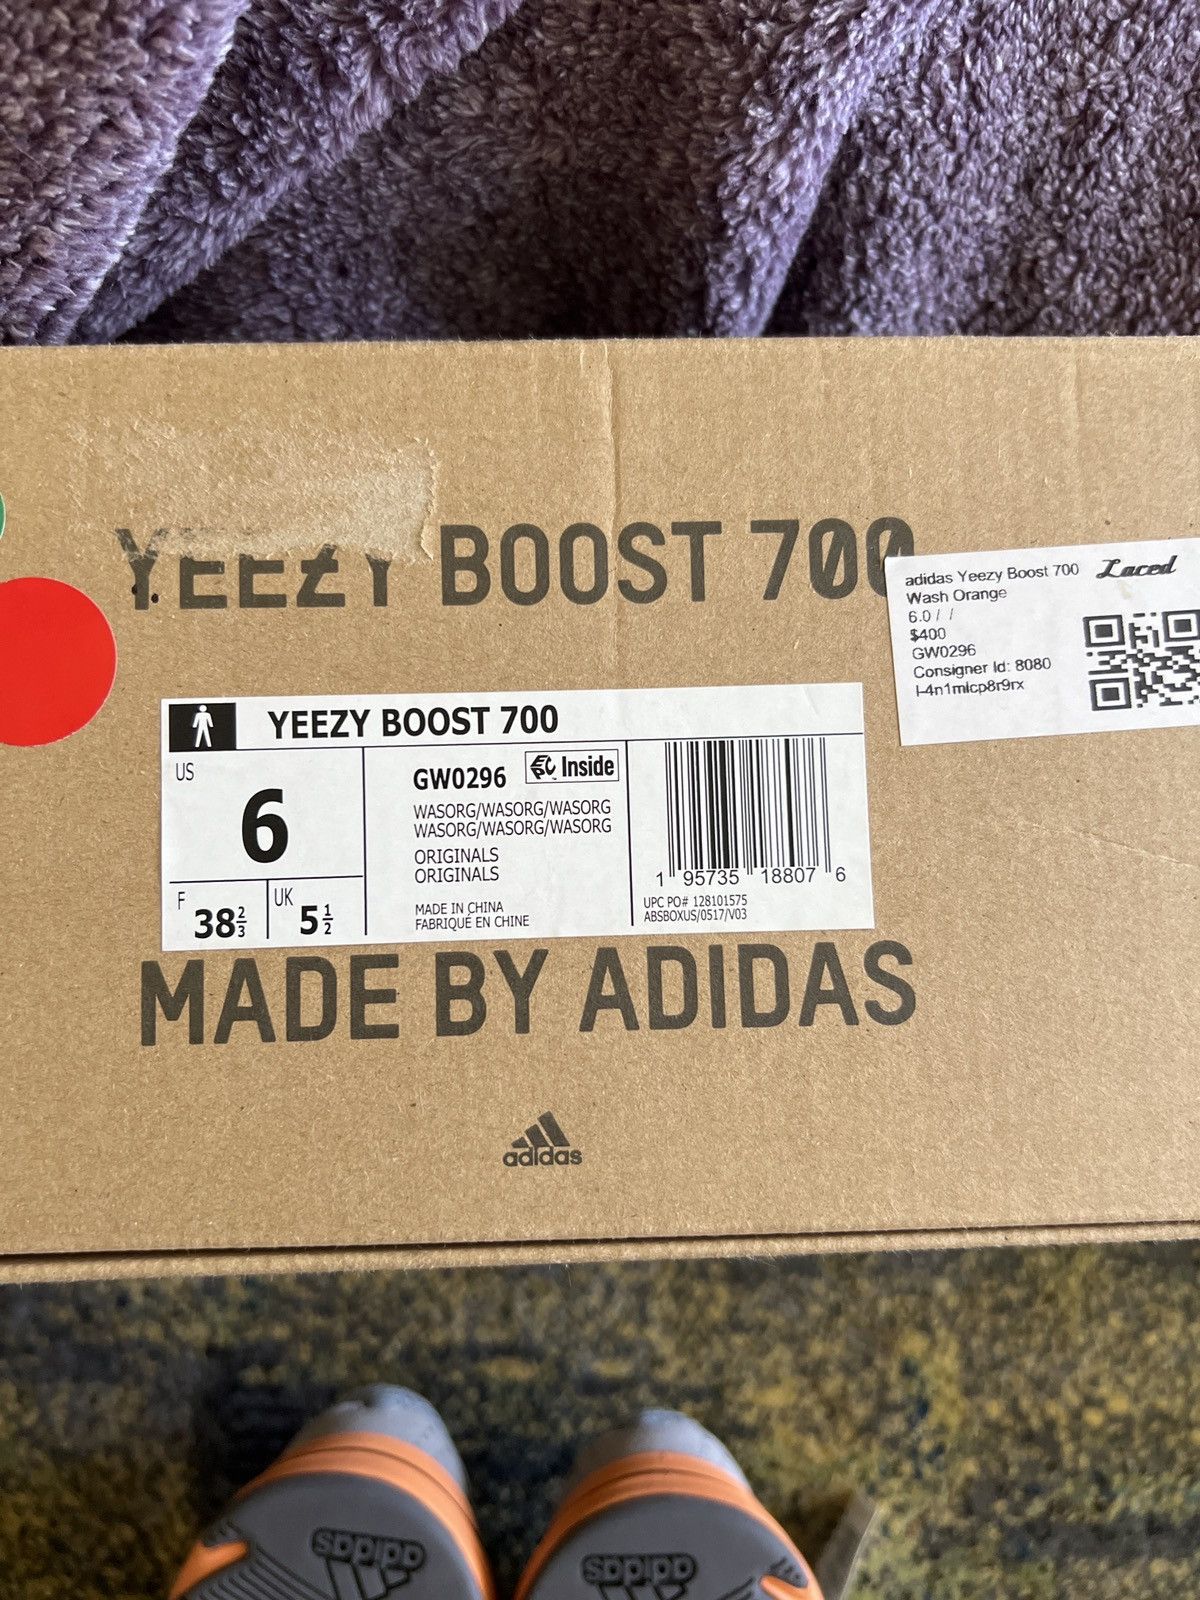 YEEZY BOOST 700
adidas Yeezy Boost 700
Laced
Wash Orange
6.0 / /
$400
GW0296
Consigner Id: 8080
l-4n1mlcp8r9rx
YEEZY BOOST 700
US
6
F
38 2/3
UK
5 1/2
GW0296
Inside
WASORG/WASORG/WASORG
WASORG/WASORG/WASORG
ORIGINALS
ORIGINALS
MADE IN CHINA
FABRIQUÉ EN CHINE
1 95735 18807 6
UPC PO# 128101575
ABSBOXUS/0517/V03
MADE BY ADIDAS
adidas
adidas
adidas